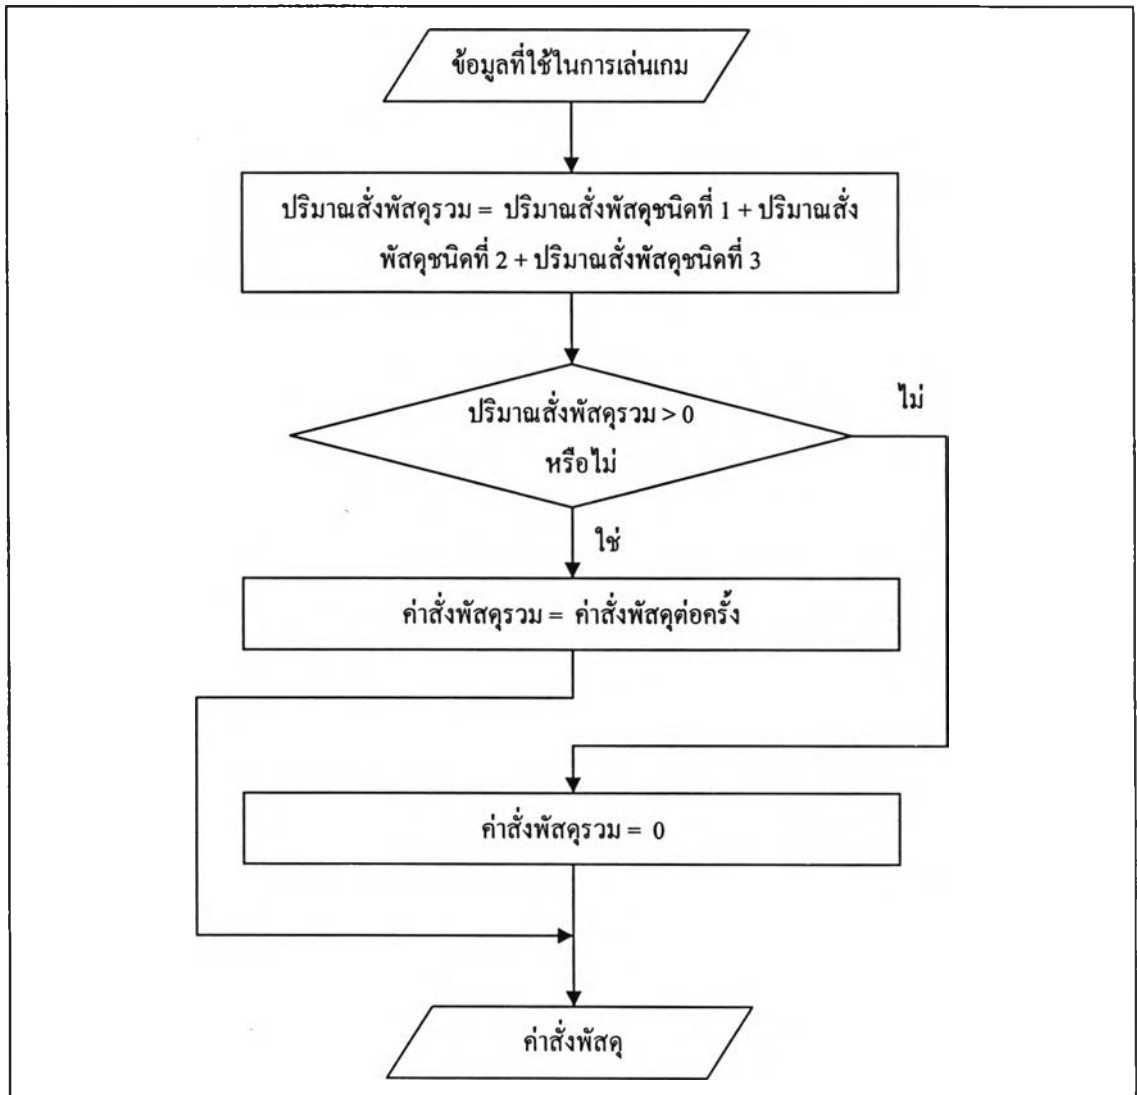 ข้อมูลที่ใช้ในการเล่นเกม
ปริมาณสั่งพัสดุรวม = ปริมาณสั่งพัสดุชนิดที่ 1 + ปริมาณสั่ง
พัสดุชนิดที่ 2 + ปริมาณสั่งพัสดุชนิดที่ 3
ปริมาณสั่งพัสดุรวม > 0
หรือไม่
ไม่
ใช่
ค่าสั่งพัสดุรวม = ค่าสั่งพัสดุต่อครั้ง
ค่าสั่งพัสดุรวม = 0
ค่าสั่งพัสดุ